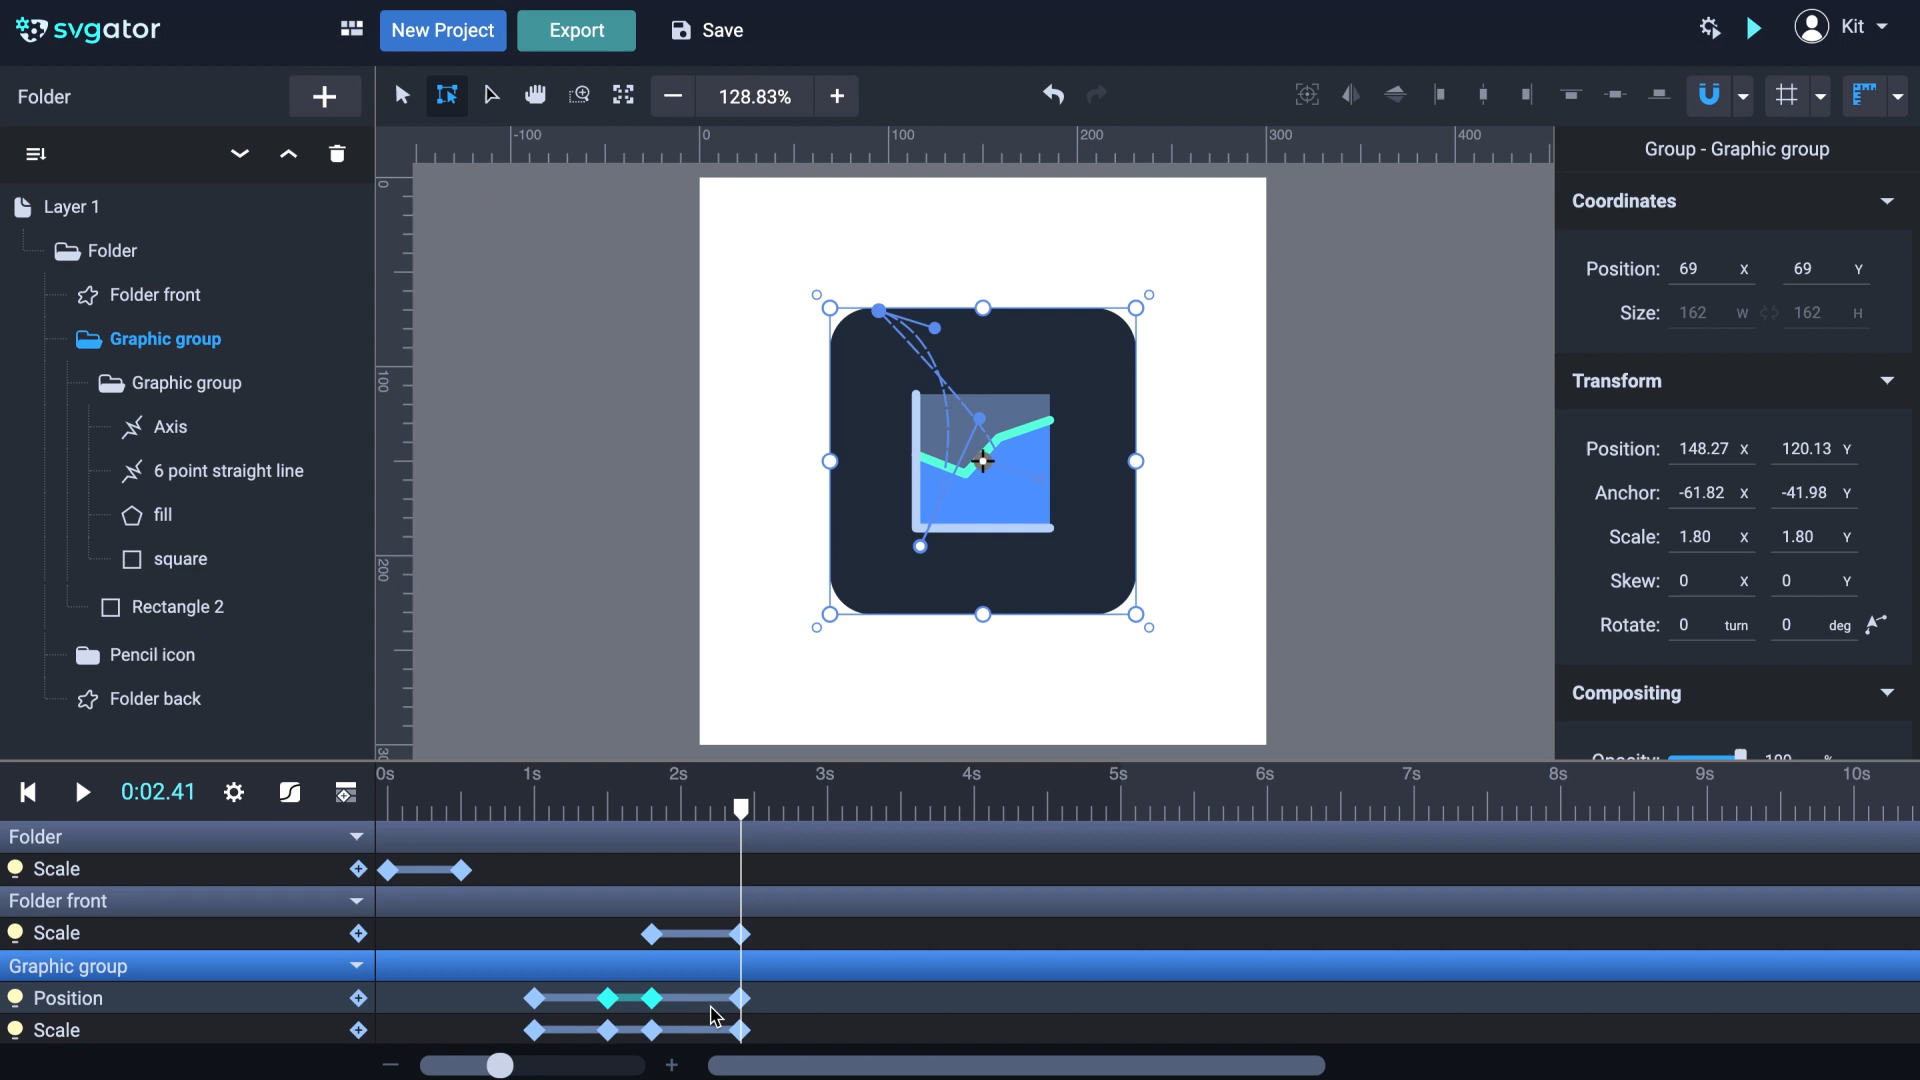 svgator
New Project
Export
Save
Kit
Folder
128.83%
-100
0
100
200
300
400
Group - Graphic group
Coordinates
Position: 69 X 69 Y
Size: 162 W 162 H
Transform
Position: 148.27 X 120.13 Y
Anchor: -61.82 X -41.98 Y
Scale: 1.80 X 1.80 Y
Skew: 0 X 0 Y
Rotate: 0 turn 0 deg
Compositing
Opacity: 100 %
Layer 1
Folder
Folder front
Graphic group
Graphic group
Axis
6 point straight line
fill
square
Rectangle 2
Pencil icon
Folder back
0
100
200
0:02.41
0s
1s
2s
3s
4s
5s
6s
7s
8s
9s
10s
Folder
Scale
Folder front
Scale
Graphic group
Position
Scale